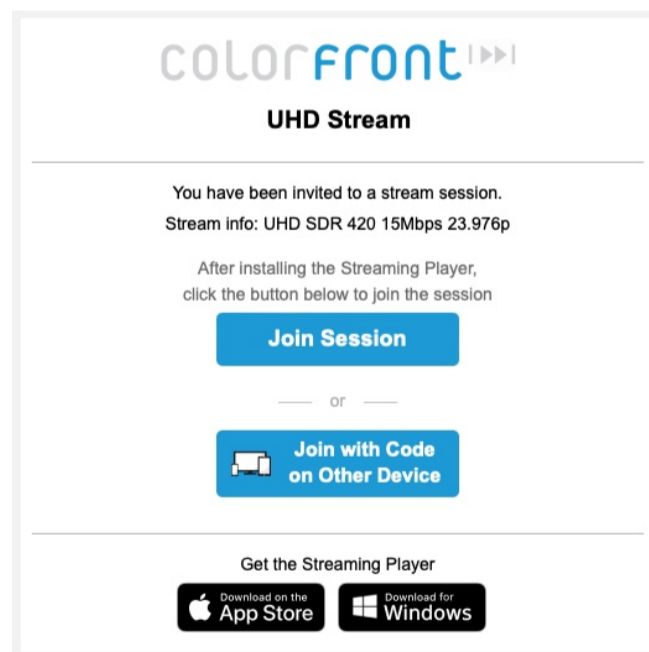 colorfront
UHD Stream
You have been invited to a stream session.
Stream info: UHD SDR 420 15Mbps 23.976p
After installing the Streaming Player,
click the button below to join the session
Join Session
or
Join with Code
on Other Device
Get the Streaming Player
Download on the
App Store
Download for
Windows